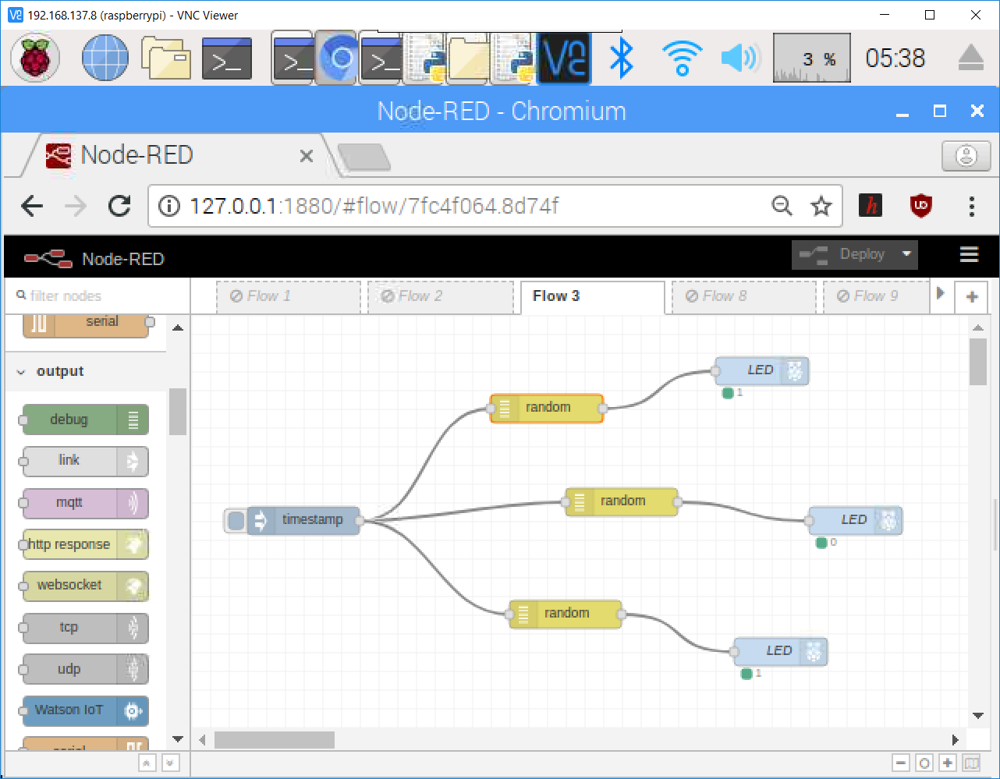 192.168.137.8 (raspberrypi) - VNC Viewer
3 %
05:38
Node-RED - Chromium
Node-RED
127.0.0.1:1880/#flow/7fc4f064.8d74f
Node-RED
Deploy
filter nodes
Flow 1
Flow 2
Flow 3
Flow 8
Flow 9
serial
output
debug
link
mqtt
http response
websocket
tcp
udp
Watson IoT
timestamp
random
LED
1
random
LED
0
random
LED
1